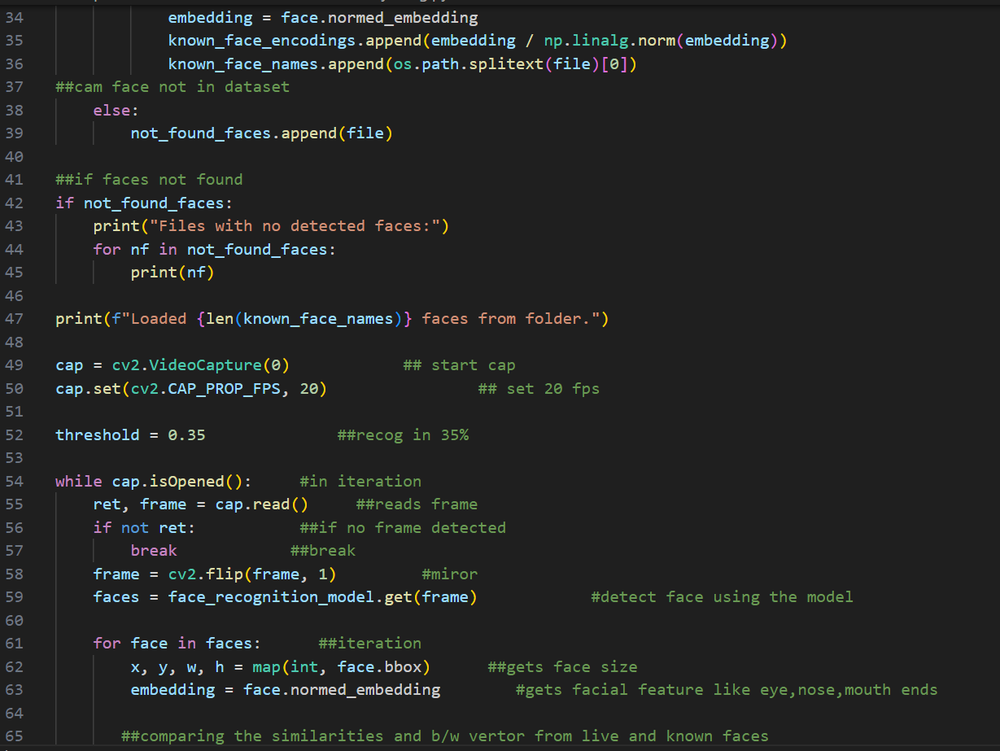 34 embedding = face.normed_embedding
35 known_face_encodings.append(embedding / np.linalg.norm(embedding))
36 known_face_names.append(os.path.splitext(file)[0])
37 ##cam face not in dataset
38 else:
39 not_found_faces.append(file)
40
41 ##if faces not found
42 if not_found_faces:
43 print("Files with no detected faces:")
44 for nf in not_found_faces:
45 print(nf)
46
47 print(f"Loaded {len(known_face_names)} faces from folder.")
48
49 cap = cv2.VideoCapture(0) ## start cap
50 cap.set(cv2.CAP_PROP_FPS, 20) ## set 20 fps
51
52 threshold = 0.35 ##recog in 35%
53
54 while cap.isOpened(): #in iteration
55 ret, frame = cap.read() ##reads frame
56 if not ret: ##if no frame detected
57 break ##break
58 frame = cv2.flip(frame, 1) #miror
59 faces = face_recognition_model.get(frame) #detect face using the model
60
61 for face in faces: ##iteration
62 x, y, w, h = map(int, face.bbox) ##gets face size
63 embedding = face.normed_embedding #gets facial feature like eye,nose,mouth ends
64
65 ##comparing the similarities and b/w vertor from live and known faces